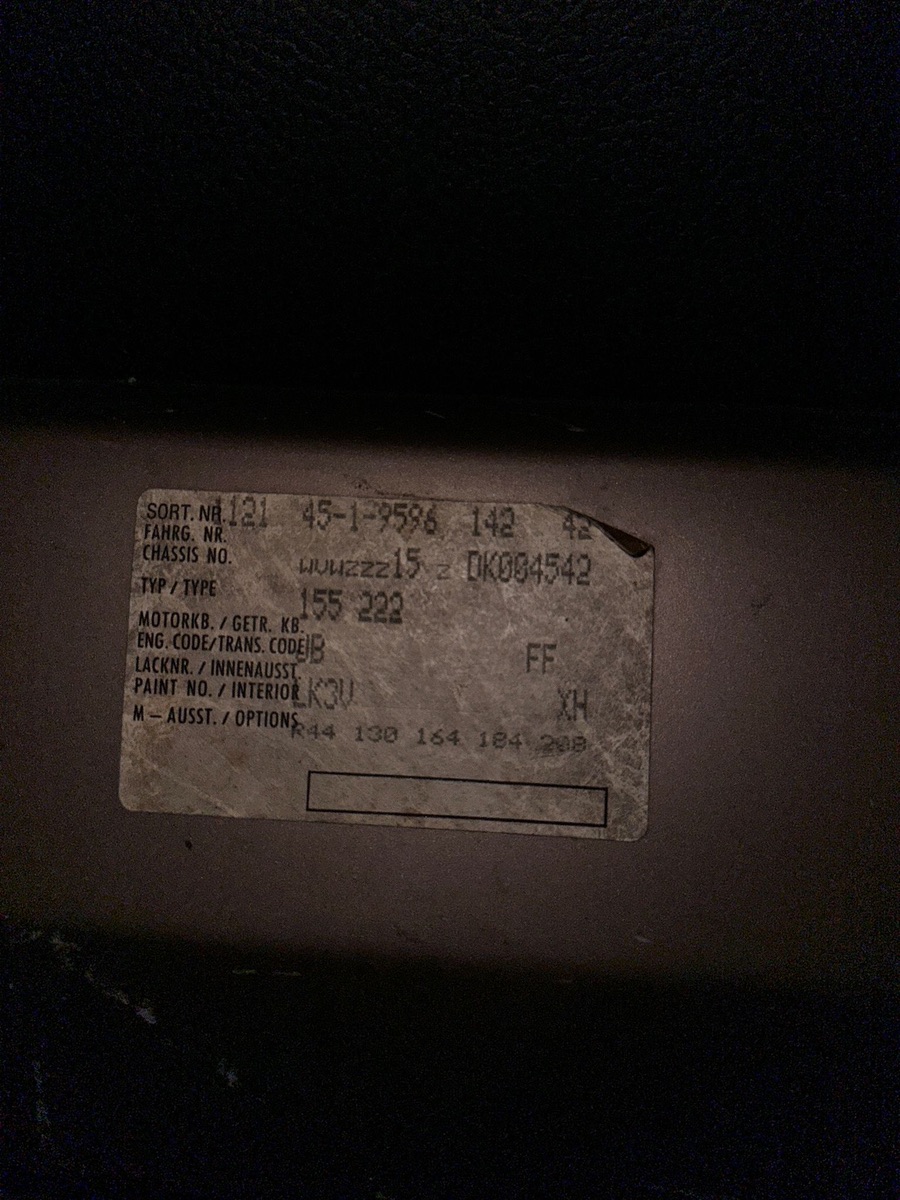 SORT. NR. 1121 45-1-9596 142 42
FAHRG. NR.
CHASSIS NO. WVWZZZ15 Z DK004542
TYP / TYPE 155 222
MOTORKB. / GETR. KB.
ENG. CODE/TRANS. CODE JB FF
LACKNR. / INNENAUSST.
PAINT NO. / INTERIOR LK3V XH
M – AUSST. / OPTIONS R44 130 164 184 208